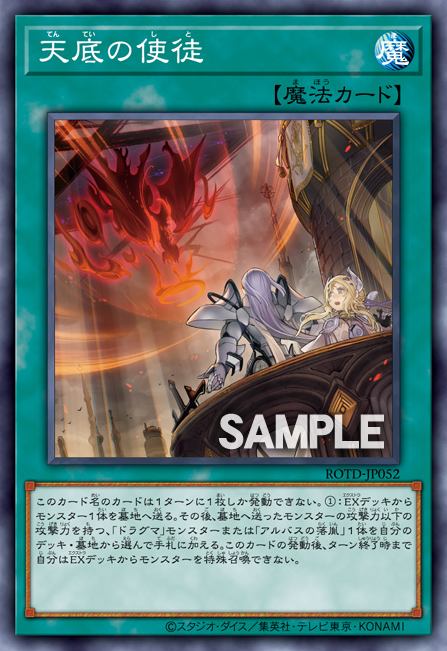 天底の使徒
【魔法カード】
SAMPLE
ROTD-JP052
このカード名のカードは1ターンに1枚しか発動できない。①：EXデッキから
モンスター1体を墓地へ送る。その後、墓地へ送ったモンスターの攻撃力以下の
攻撃力を持つ、「ドラグマ」モンスターまたは「アルバスの落胤」1体を自分の
デッキ・墓地から選んで手札に加える。このカードの発動後、ターン終了時まで
自分はEXデッキからモンスターを特殊召喚できない。
©スタジオ・ダイス／集英社・テレビ東京・KONAMI